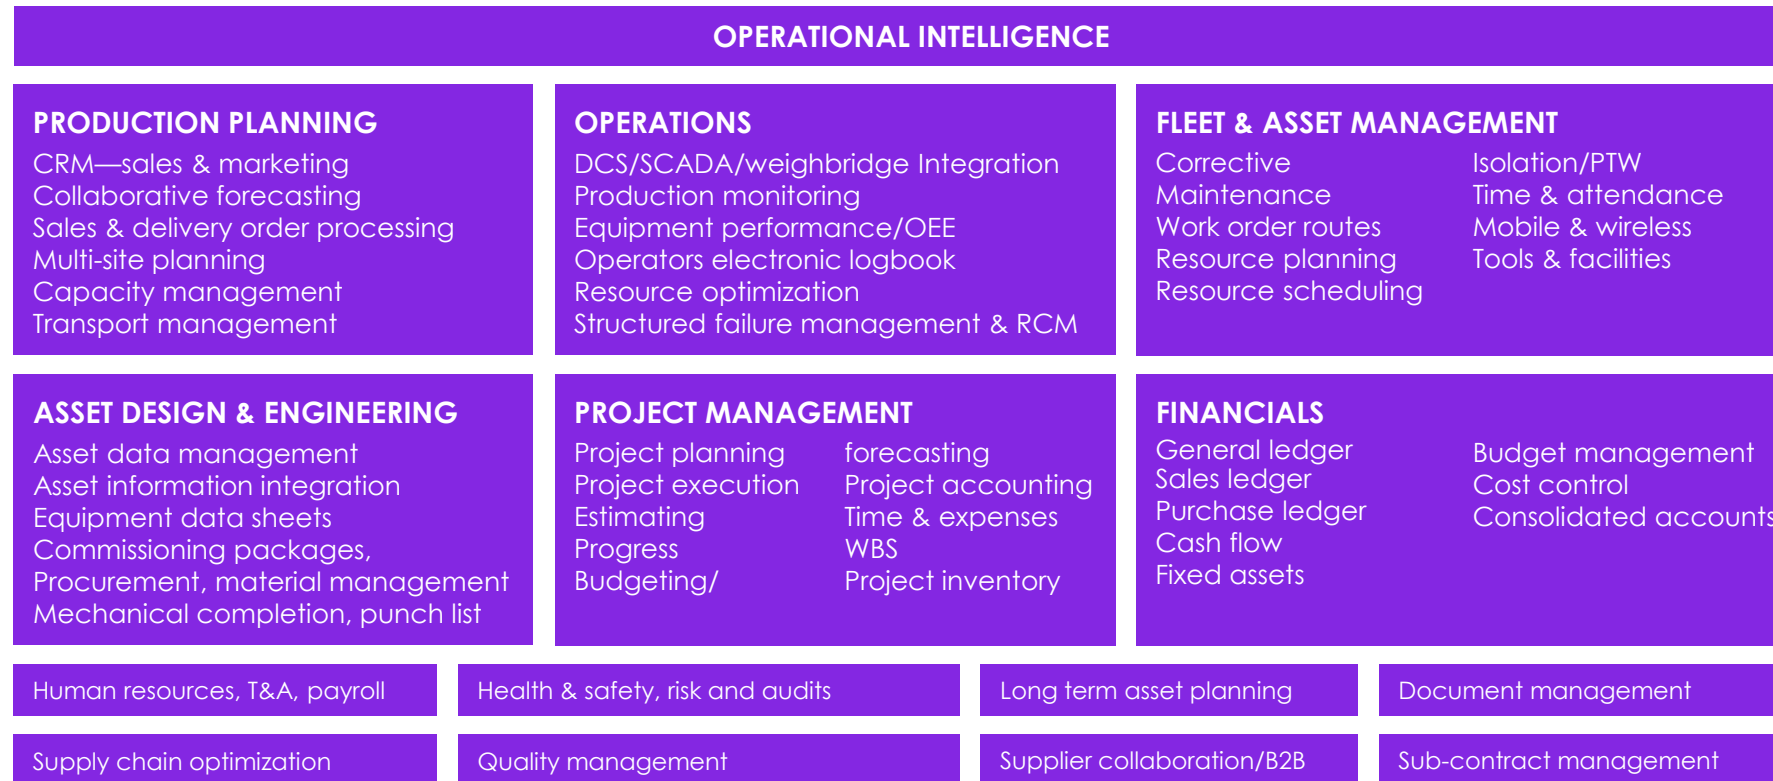 OPERATIONAL INTELLIGENCE
PRODUCTION PLANNING
CRM—sales & marketing
Collaborative forecasting
Sales & delivery order processing
Multi-site planning
Capacity management
Transport management
OPERATIONS
DCS/SCADA/weighbridge Integration
Production monitoring
Equipment performance/OEE
Operators electronic logbook
Resource optimization
Structured failure management & RCM
FLEET & ASSET MANAGEMENT
Corrective
Maintenance
Work order routes
Resource planning
Resource scheduling
Isolation/PTW
Time & attendance
Mobile & wireless
Tools & facilities
ASSET DESIGN & ENGINEERING
Asset data management
Asset information integration
Equipment data sheets
Commissioning packages,
Procurement, material management
Mechanical completion, punch list
PROJECT MANAGEMENT
Project planning
Project execution
Estimating
Progress
Budgeting/
forecasting
Project accounting
Time & expenses
WBS
Project inventory
FINANCIALS
General ledger
Sales ledger
Purchase ledger
Cash flow
Fixed assets
Budget management
Cost control
Consolidated accounts
Human resources, T&A, payroll
Health & safety, risk and audits
Long term asset planning
Document management
Supply chain optimization
Quality management
Supplier collaboration/B2B
Sub-contract management